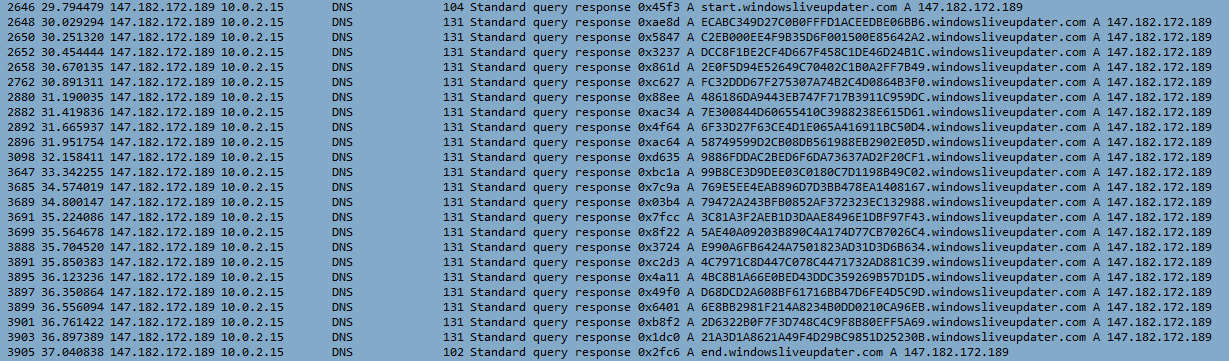 2646 29.794479 147.182.172.189 10.0.2.15 DNS 104 Standard query response 0x45f3 A start.windowsliveupdater.com A 147.182.172.189
2648 30.029294 147.182.172.189 10.0.2.15 DNS 131 Standard query response 0xae8d A ECABC349D27C0B0FFFD1ACEEDBE06BB6.windowsliveupdater.com A 147.182.172.189
2650 30.251320 147.182.172.189 10.0.2.15 DNS 131 Standard query response 0x5847 A C2EB000EE4F9B35D6F001500E85642A2.windowsliveupdater.com A 147.182.172.189
2652 30.454444 147.182.172.189 10.0.2.15 DNS 131 Standard query response 0x3237 A DCC8F1BE2CF4D667F458C1DE46D24B1C.windowsliveupdater.com A 147.182.172.189
2658 30.670135 147.182.172.189 10.0.2.15 DNS 131 Standard query response 0x861d A 2E0F5D94E52649C70402C1B0A2FF7B49.windowsliveupdater.com A 147.182.172.189
2762 30.891311 147.182.172.189 10.0.2.15 DNS 131 Standard query response 0xc627 A FC32DDD67F275307A74B2C4D0864B3F0.windowsliveupdater.com A 147.182.172.189
2880 31.190035 147.182.172.189 10.0.2.15 DNS 131 Standard query response 0x88ee A 486186DA9443EB747F717B3911C959DC.windowsliveupdater.com A 147.182.172.189
2882 31.419836 147.182.172.189 10.0.2.15 DNS 131 Standard query response 0xac34 A 7E300844D60655410C3988238E615D61.windowsliveupdater.com A 147.182.172.189
2892 31.665937 147.182.172.189 10.0.2.15 DNS 131 Standard query response 0x4f64 A 6F33D27F63CE4D1E065A416911BC50D4.windowsliveupdater.com A 147.182.172.189
2896 31.951754 147.182.172.189 10.0.2.15 DNS 131 Standard query response 0xac64 A 58749599D2CB08DB561988EB2902E05D.windowsliveupdater.com A 147.182.172.189
3098 32.158411 147.182.172.189 10.0.2.15 DNS 131 Standard query response 0xd635 A 9886FDDAC2BED6F6DA73637AD2F20CF1.windowsliveupdater.com A 147.182.172.189
3647 33.342255 147.182.172.189 10.0.2.15 DNS 131 Standard query response 0xbc1a A 99B8CE3D9DEE03C0180C7D1198B49C02.windowsliveupdater.com A 147.182.172.189
3685 34.574019 147.182.172.189 10.0.2.15 DNS 131 Standard query response 0x7c9a A 769E5EE4EAB896D7D3BB478EA1408167.windowsliveupdater.com A 147.182.172.189
3689 34.800147 147.182.172.189 10.0.2.15 DNS 131 Standard query response 0x03b4 A 79472A243BFB0852AF372323EC132988.windowsliveupdater.com A 147.182.172.189
3691 35.224086 147.182.172.189 10.0.2.15 DNS 131 Standard query response 0x7fcc A 3C81A3F2AEB1D3DAAE8496E1DBF97F43.windowsliveupdater.com A 147.182.172.189
3699 35.564678 147.182.172.189 10.0.2.15 DNS 131 Standard query response 0x8f22 A 5AE40A09203B890C4A174D77CB7026C4.windowsliveupdater.com A 147.182.172.189
3888 35.704520 147.182.172.189 10.0.2.15 DNS 131 Standard query response 0x3724 A E990A6FB6424A7501823AD31D3D6B634.windowsliveupdater.com A 147.182.172.189
3891 35.850383 147.182.172.189 10.0.2.15 DNS 131 Standard query response 0xc2d3 A 4C7971C8D447C078C4471732AD881C39.windowsliveupdater.com A 147.182.172.189
3895 36.123236 147.182.172.189 10.0.2.15 DNS 131 Standard query response 0x4a11 A 4BC8B1A66E0BED43DDC359269B57D1D5.windowsliveupdater.com A 147.182.172.189
3897 36.350864 147.182.172.189 10.0.2.15 DNS 131 Standard query response 0x49f0 A D68DCD2A608BF61716BB47D6FE4D5C9D.windowsliveupdater.com A 147.182.172.189
3899 36.556094 147.182.172.189 10.0.2.15 DNS 131 Standard query response 0x6401 A 6E8BB2981F214A8234B0DD0210CA96EB.windowsliveupdater.com A 147.182.172.189
3901 36.761422 147.182.172.189 10.0.2.15 DNS 131 Standard query response 0xb8f2 A 2D6322B0F7F3D748C4C9F8B80EFF5A69.windowsliveupdater.com A 147.182.172.189
3903 36.897389 147.182.172.189 10.0.2.15 DNS 131 Standard query response 0x1dc0 A 21A3D1A8621A49F4D29BC9851D25230B.windowsliveupdater.com A 147.182.172.189
3905 37.040838 147.182.172.189 10.0.2.15 DNS 102 Standard query response 0x2fc6 A end.windowsliveupdater.com A 147.182.172.189